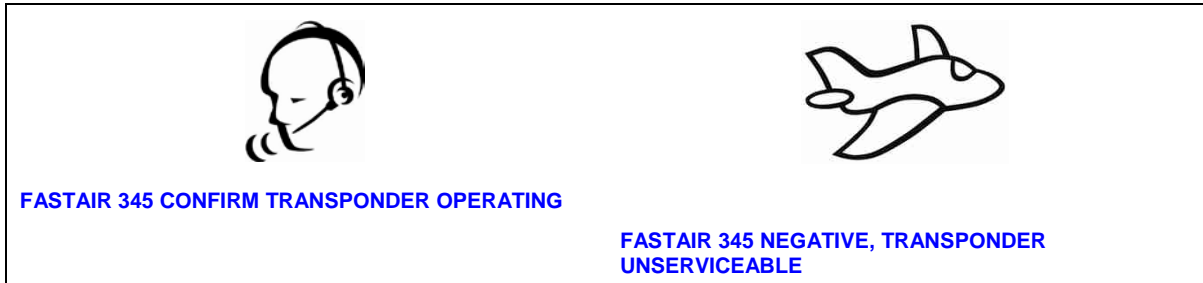 FASTAIR 345 CONFIRM TRANSPONDER OPERATING
FASTAIR 345 NEGATIVE, TRANSPONDER
UNSERVICEABLE